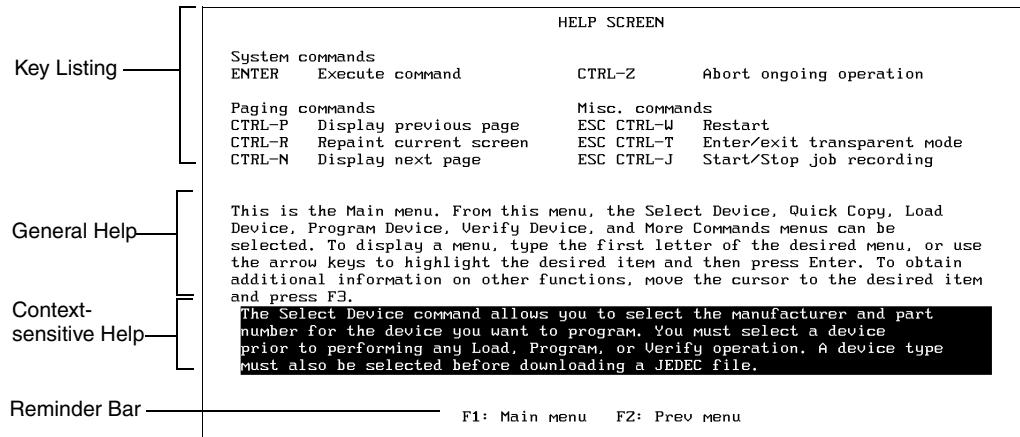 HELP SCREEN
Key Listing
System commands
ENTER Execute command CTRL-Z Abort ongoing operation
Paging commands Misc. commands
CTRL-P Display previous page ESC CTRL-W Restart
CTRL-R Repaint current screen ESC CTRL-T Enter/exit transparent mode
CTRL-N Display next page ESC CTRL-J Start/Stop job recording
General Help
This is the Main menu. From this menu, the Select Device, Quick Copy, Load
Device, Program Device, Verify Device, and More Commands menus can be
selected. To display a menu, type the first letter of the desired menu, or use
the arrow keys to highlight the desired item and then press Enter. To obtain
additional information on other functions, move the cursor to the desired item
and press F3.
Context-
sensitive Help
The Select Device command allows you to select the manufacturer and part
number for the device you want to program. You must select a device
prior to performing any Load, Program, or Verify operation. A device type
must also be selected before downloading a JEDEC file.
Reminder Bar
F1: Main menu F2: Prev menu